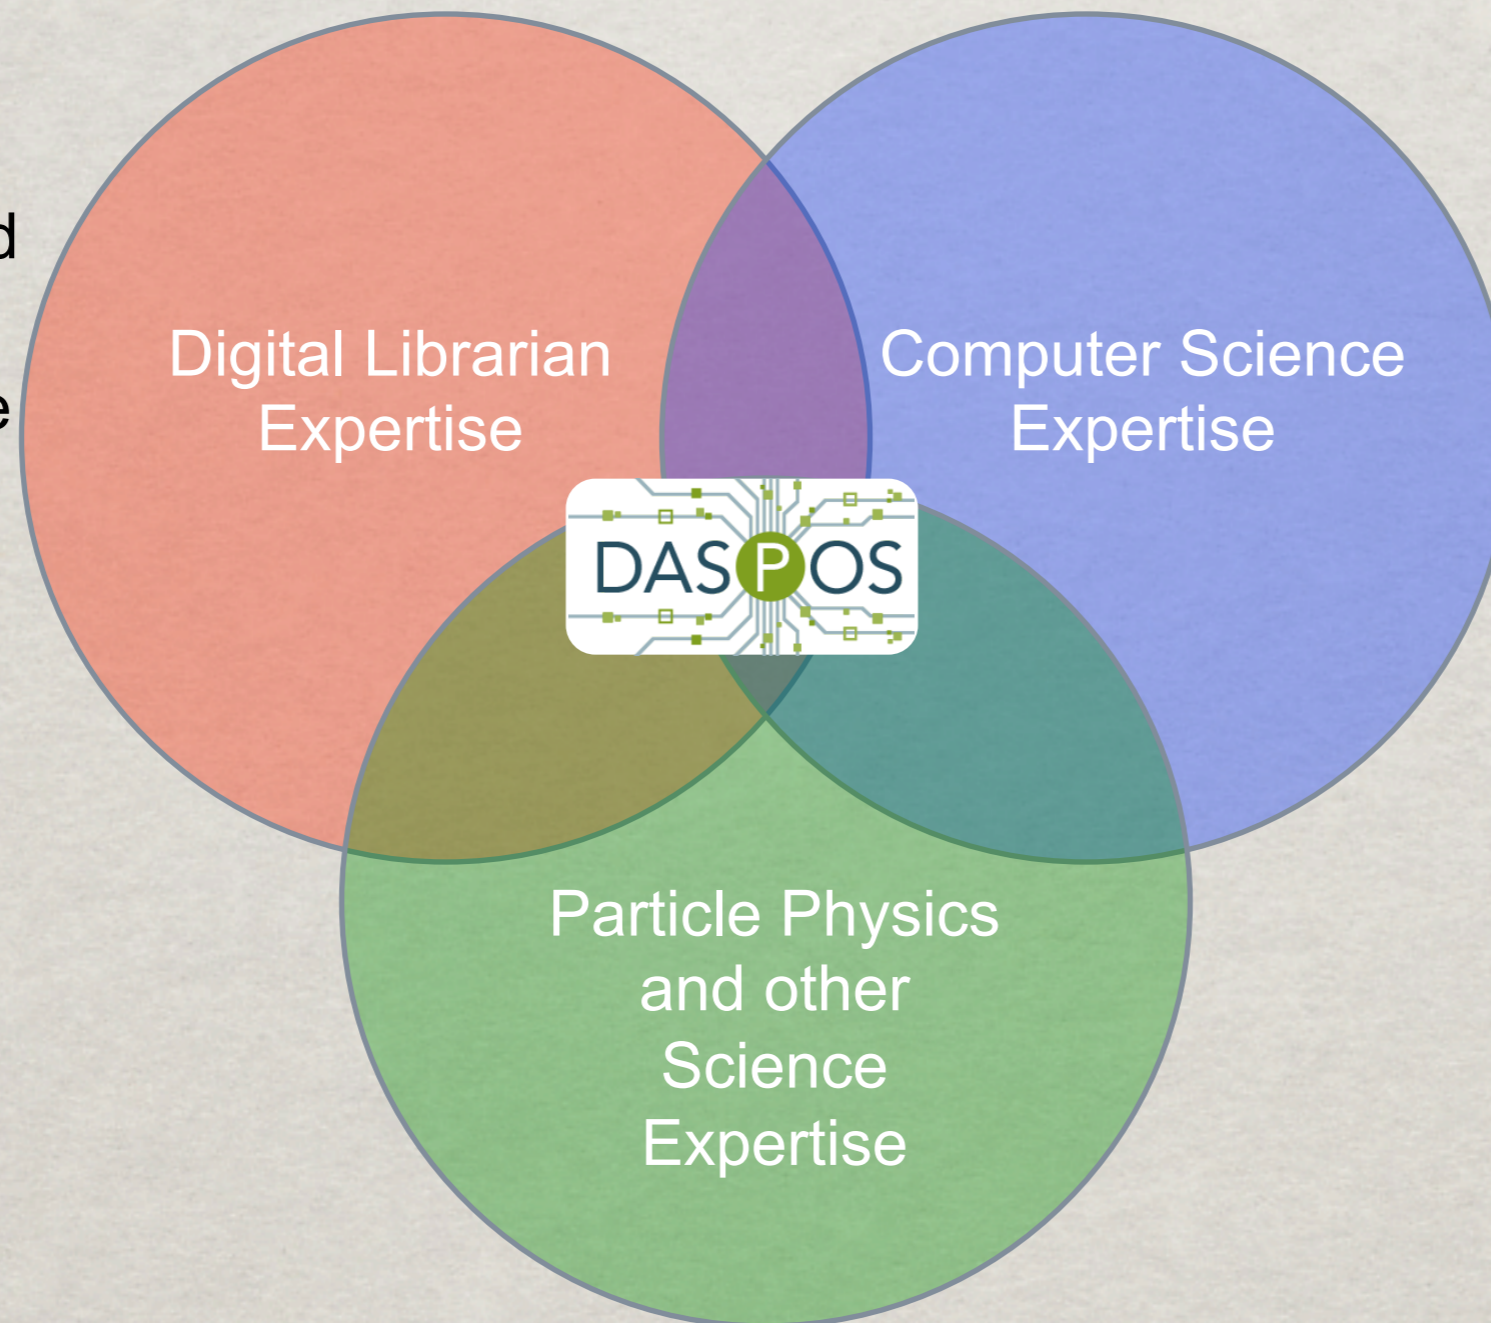 Digital Librarian
Expertise
Computer Science
Expertise
DASPOS
Particle Physics
and other
Science
Expertise